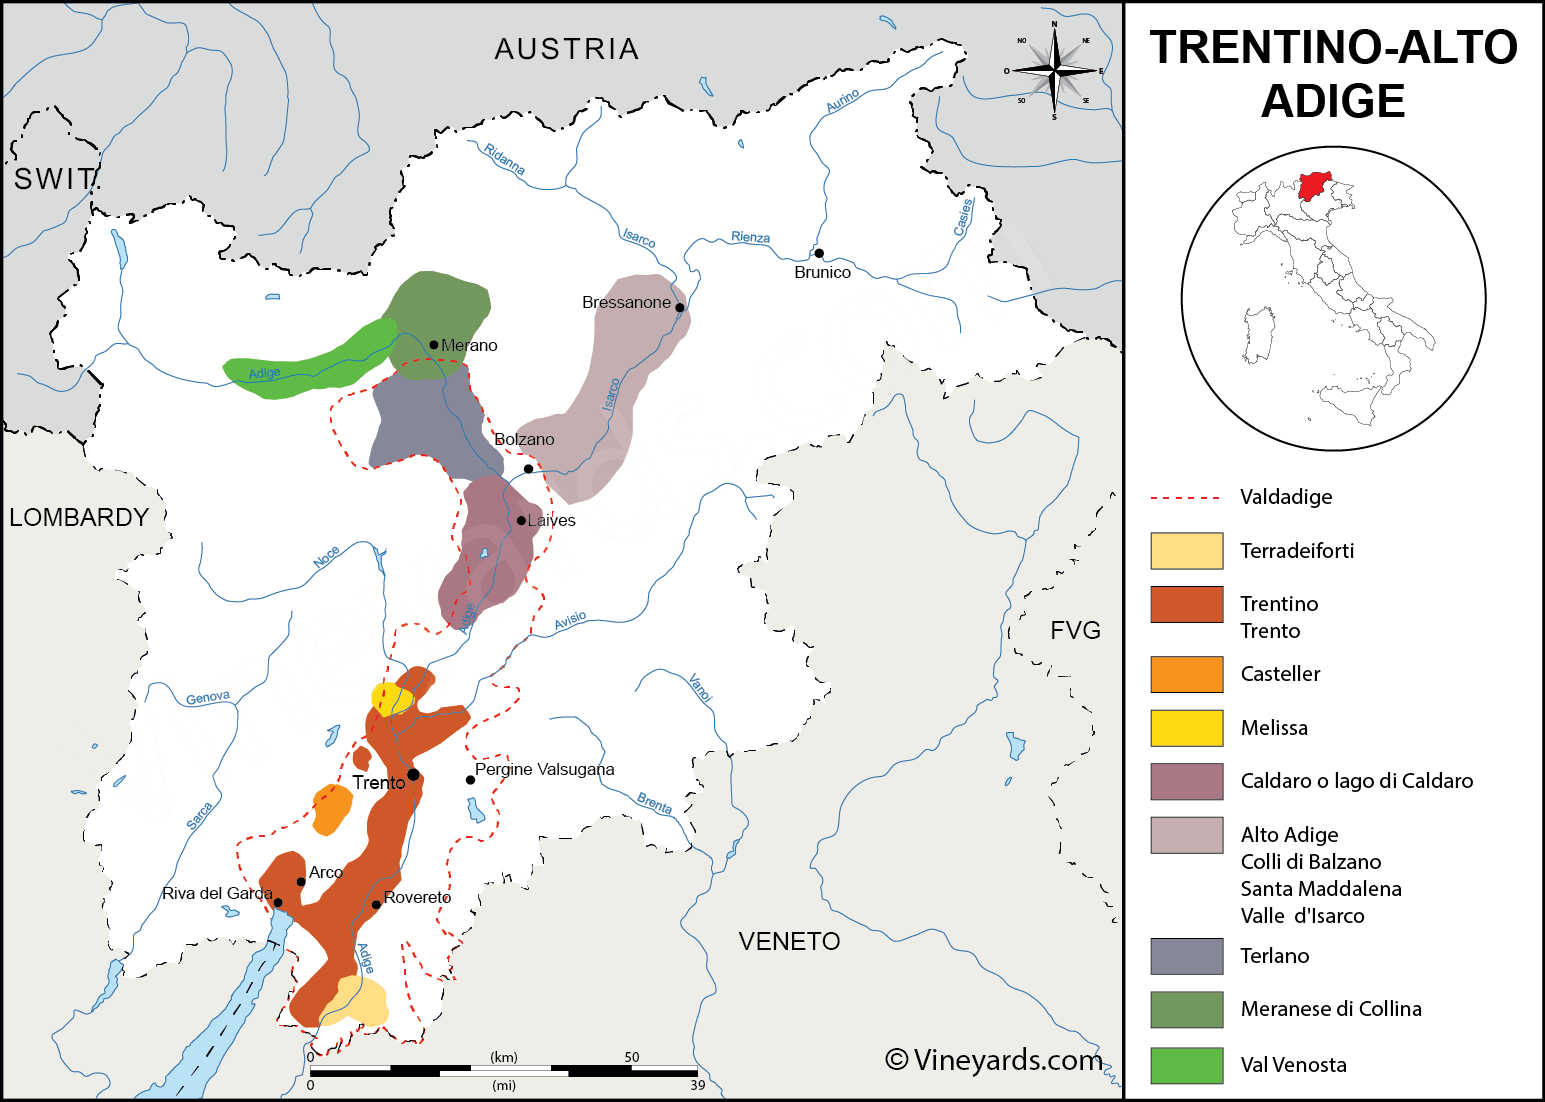 TRENTINO-ALTO
ADIGE
AUSTRIA
N
NO
NE
O
E
SO
SE
S
SWIT.
Aurino
Ridanna
Isarco
Rienza
Casies
Brunico
Bressanone
Merano
Adige
Isarco
Bolzano
LOMBARDY
Laives
Noce
Adige
Avisio
FVG
Genova
Vanoi
Trento
Pergine Valsugana
Sarca
Brenta
Arco
Riva del Garda
Rovereto
Adige
VENETO
0
(km)
50
0
(mi)
39
© Vineyards.com
Valdadige
Terradeiforti
Trentino
Trento
Casteller
Melissa
Caldaro o lago di Caldaro
Alto Adige
Colli di Balzano
Santa Maddalena
Valle d'Isarco
Terlano
Meranese di Collina
Val Venosta